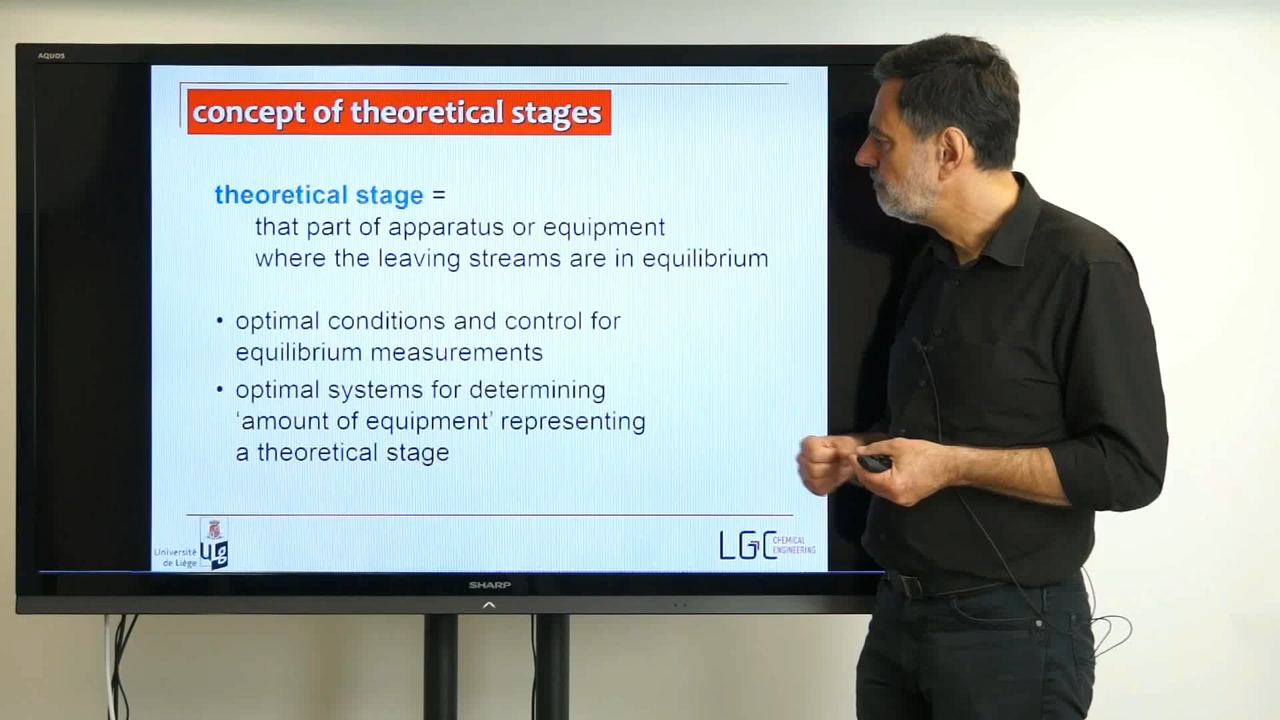 AQUOS
concept of theoretical stages
theoretical stage =
that part of apparatus or equipment
where the leaving streams are in equilibrium
• optimal conditions and control for
equilibrium measurements
• optimal systems for determining
‘amount of equipment’ representing
a theoretical stage
Université
de Liège
ULg
LGC
CHEMICAL
ENGINEERING
SHARP